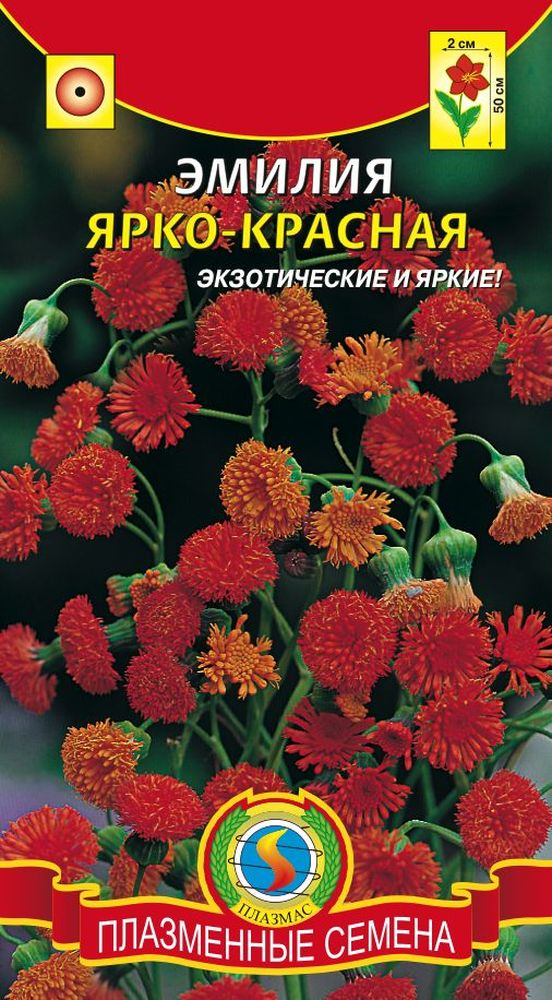 2 см
50 см
ЭМИЛИЯ
ЯРКО-КРАСНАЯ
ЭКЗОТИЧЕСКИЕ И ЯРКИЕ!
ПЛАЗМАС
ПЛАЗМЕННЫЕ СЕМЕНА